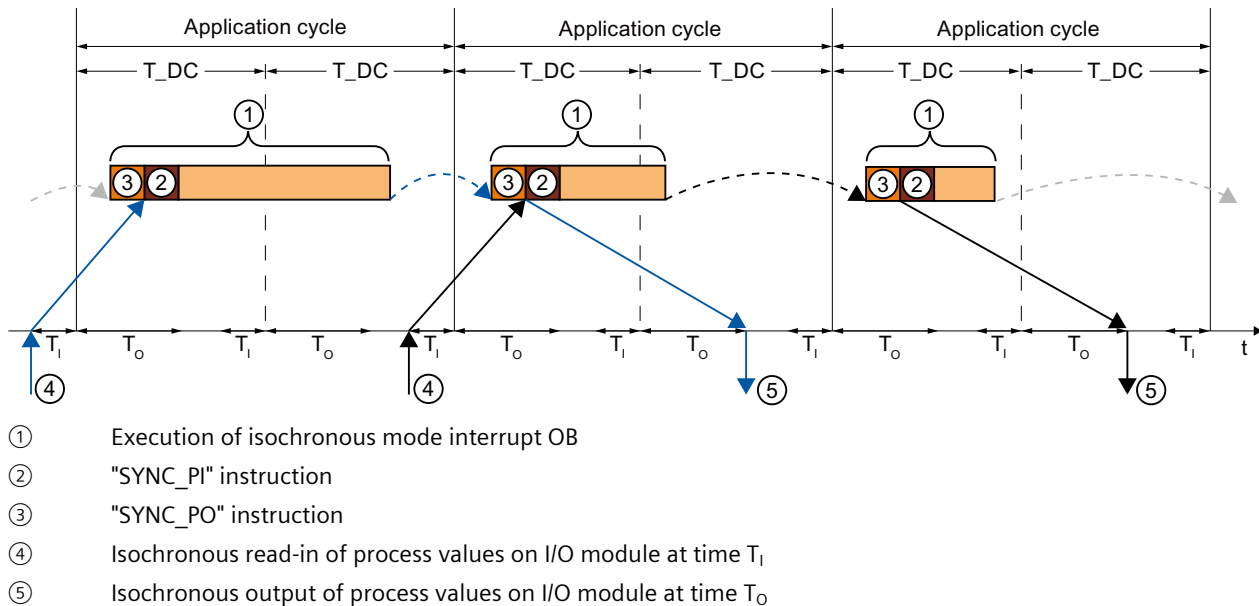 Application cycle Application cycle Application cycle
T_DC T_DC T_DC T_DC T_DC T_DC
① ① ①
③ ② ③ ② ③ ②
T_I T_O T_I T_O T_I T_O T_I T_O T_I T_O T_I T_O T_I t
④ ④ ⑤ ⑤
① Execution of isochronous mode interrupt OB
② "SYNC_PI" instruction
③ "SYNC_PO" instruction
④ Isochronous read-in of process values on I/O module at time T_I
⑤ Isochronous output of process values on I/O module at time T_O